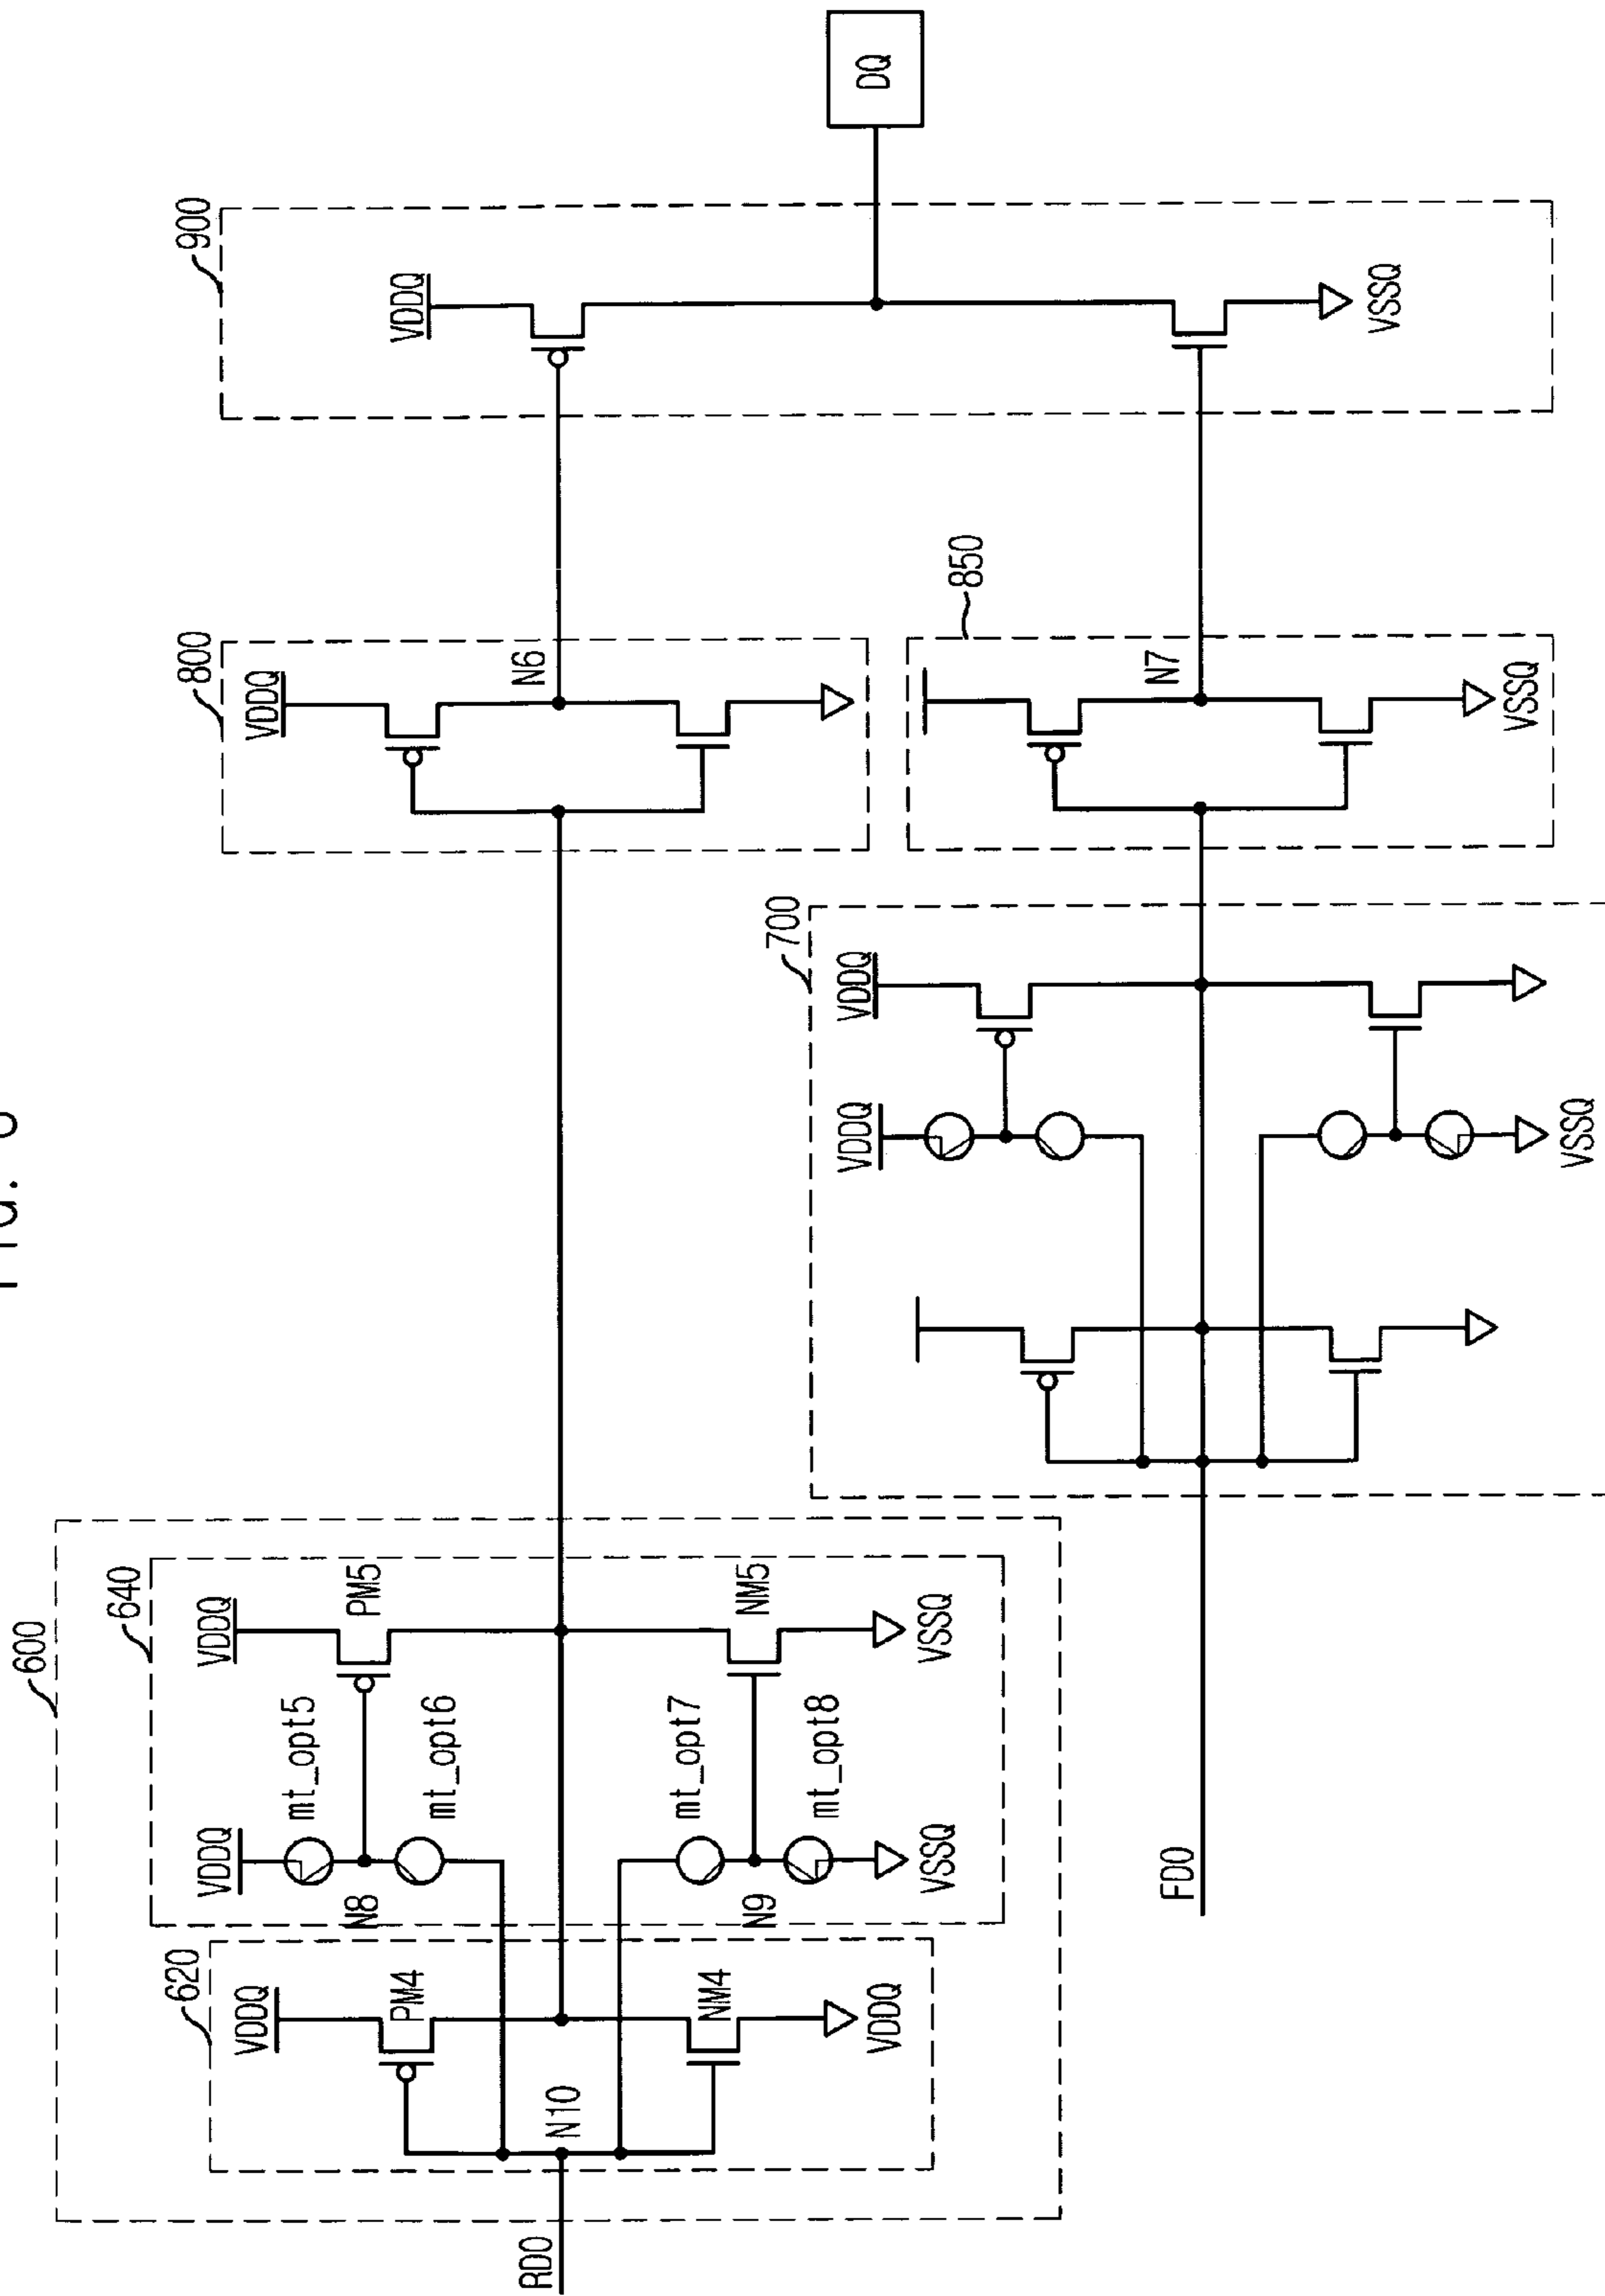 600
640
620
VDDQ
PM4
N10
NM4
VDDQ
RDO
VDDQ
mt_opt5
N8
mt_opt6
mt_opt7
N9
mt_opt8
VSSQ
VDDQ
PM5
NM5
VSSQ
700
VDDQ
VDDQ
VSSQ
FDO
800
VDDQ
N6
850
N7
VSSQ
900
VDDQ
VSSQ
DQ